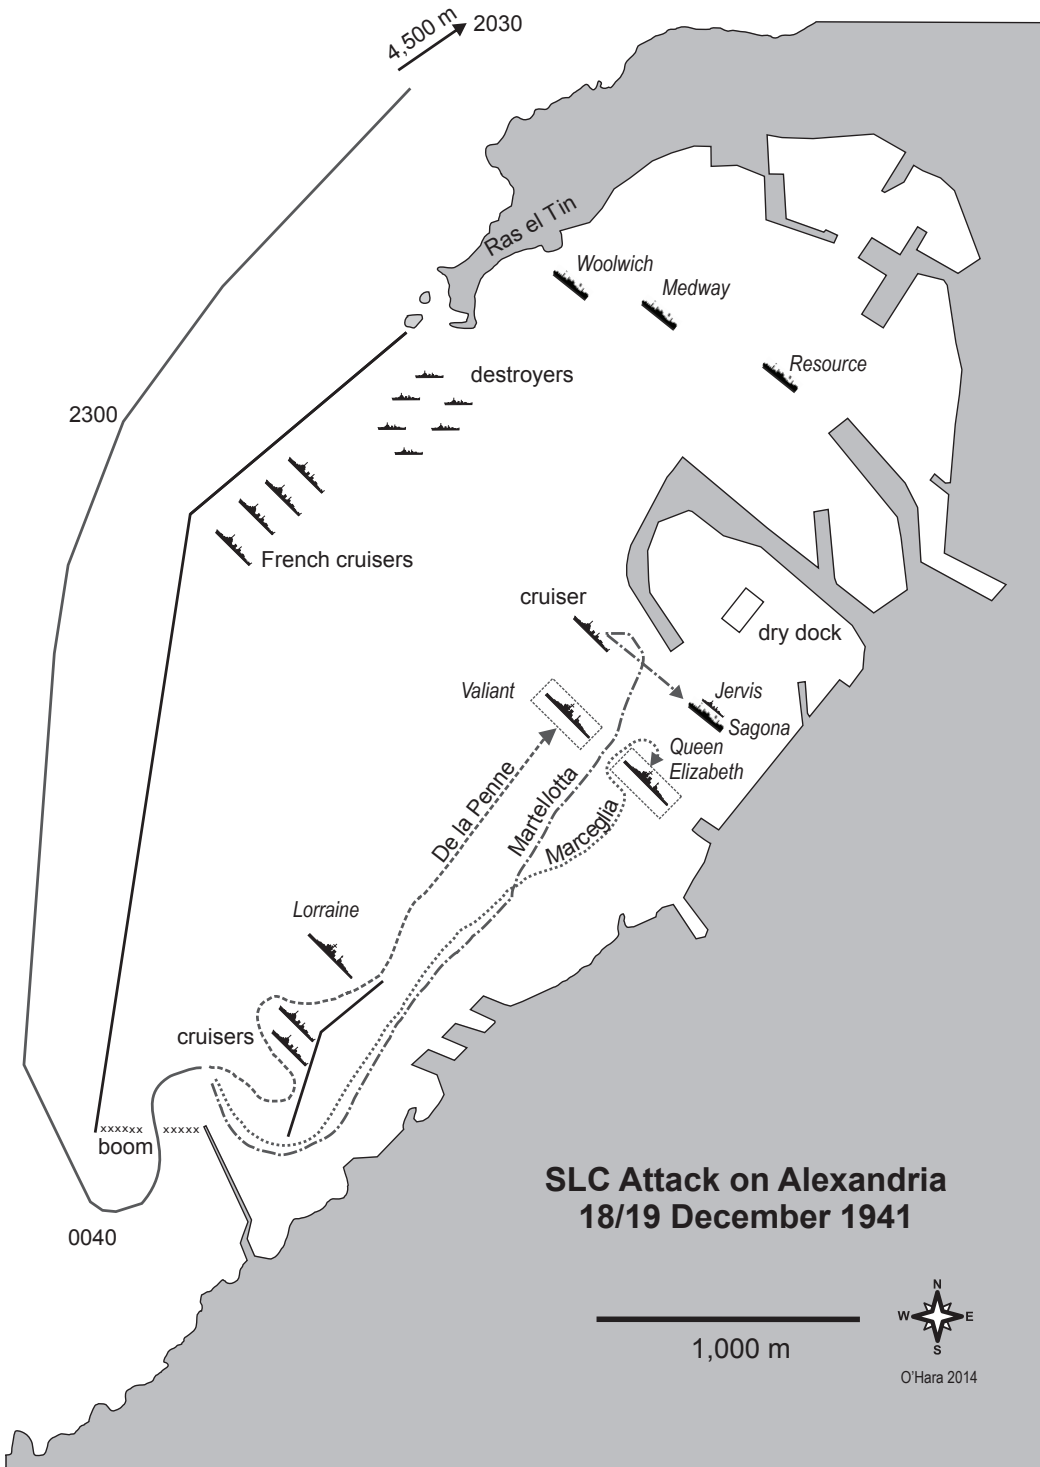 4,500 m
2030
Ras el Tin
Woolwich
Medway
Resource
destroyers
2300
French cruisers
cruiser
dry dock
Valiant
Jervis
Sagona
Queen
Elizabeth
De la Penne
Martellotta
Marceglia
Lorraine
cruisers
xxxxxx xxxxx
boom
0040
SLC Attack on Alexandria
18/19 December 1941
1,000 m
N
W E
S
O'Hara 2014